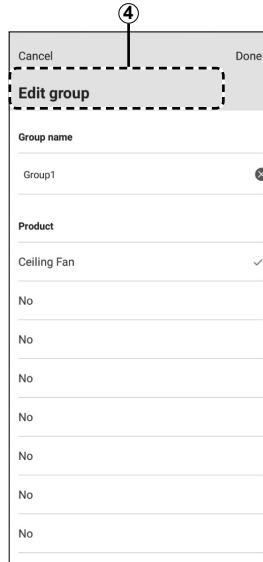 ④
Cancel Done
Edit group
Group name
Group1
Product
Ceiling Fan
No
No
No
No
No
No
No